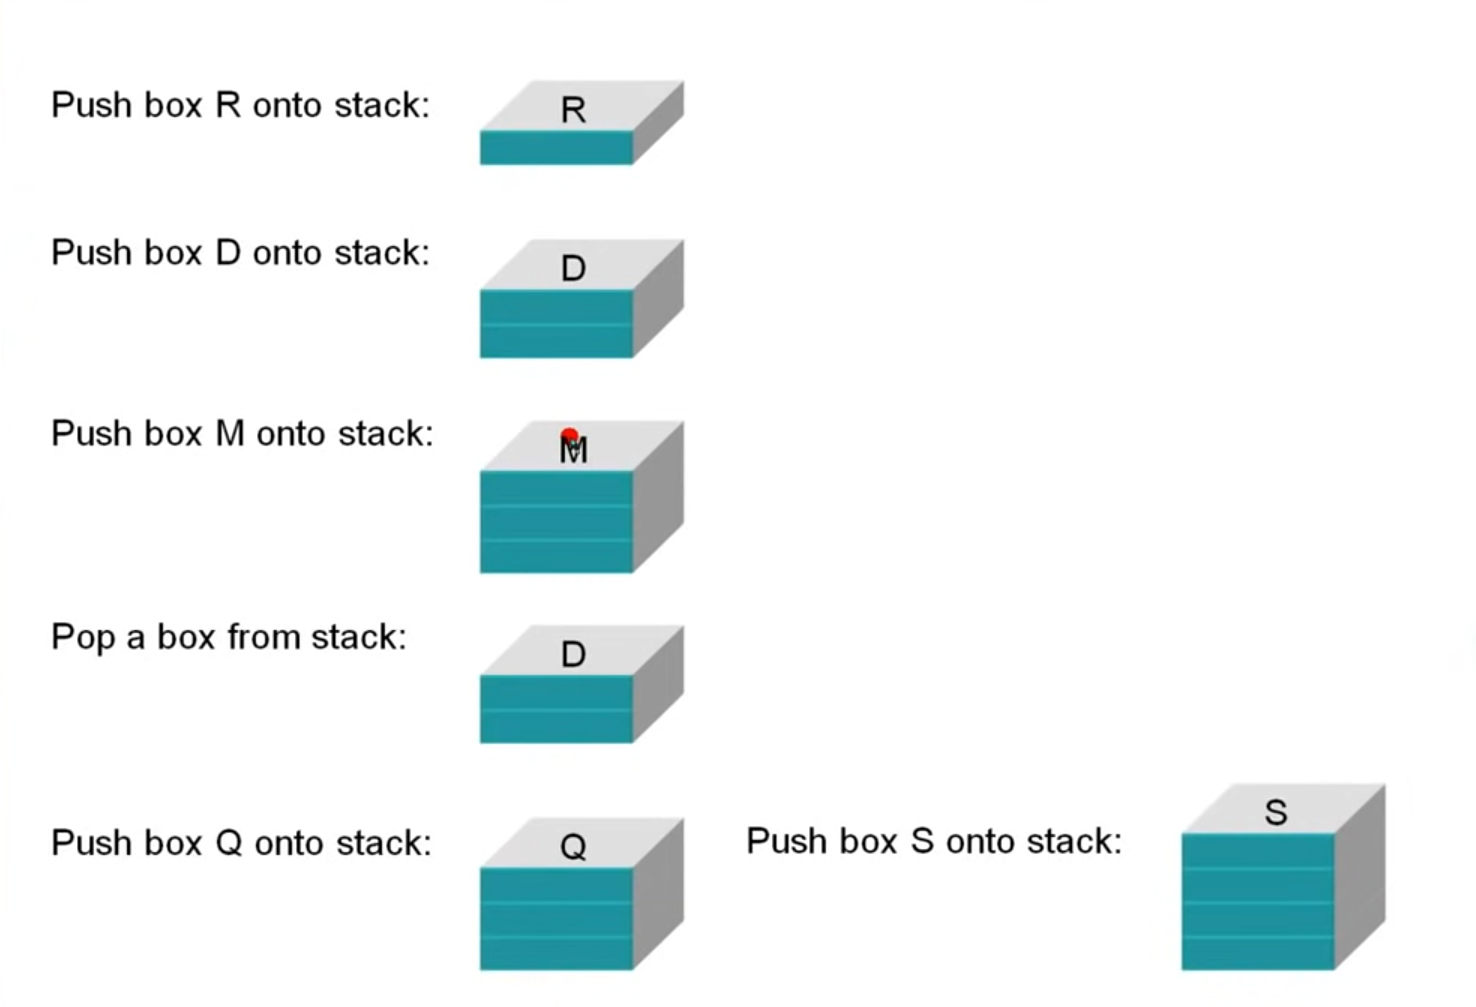 Push box R onto stack:
R
Push box D onto stack:
D
Push box M onto stack:
M
Pop a box from stack:
D
Push box Q onto stack:
Q
Push box S onto stack:
S